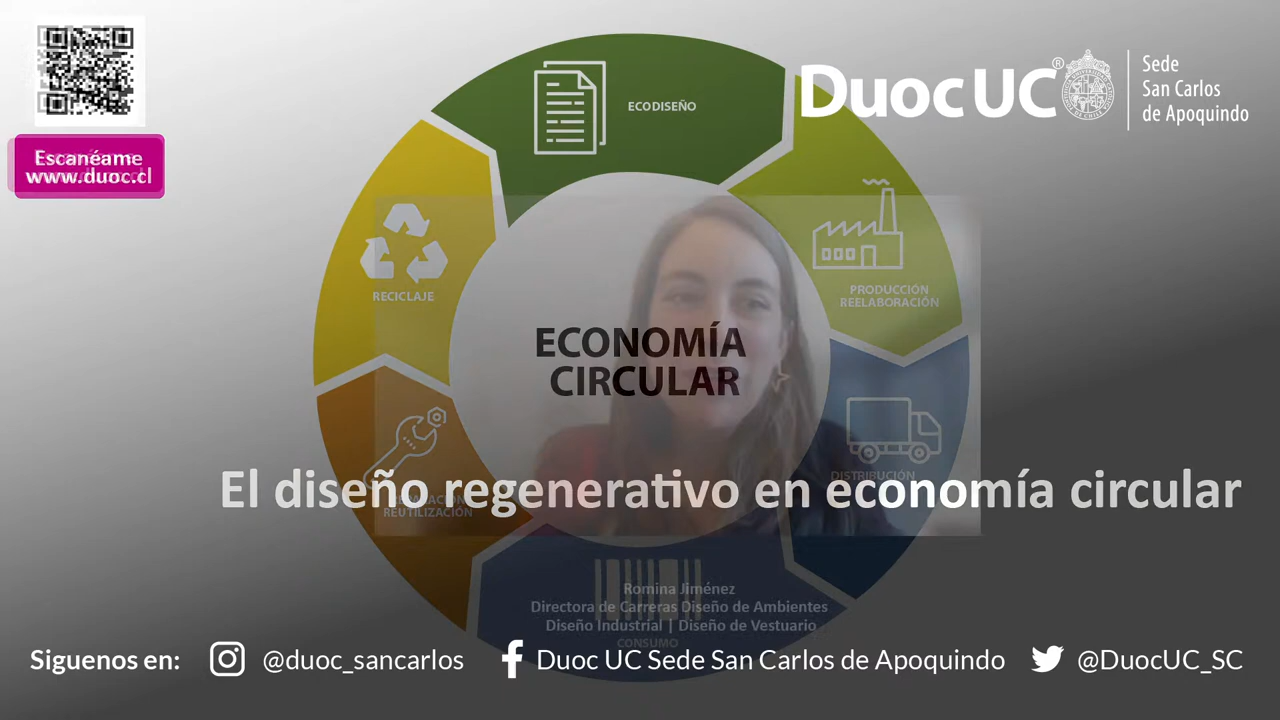 Escanéame
www.duoc.cl
Duoc UC®
Sede
San Carlos
de Apoquindo
ECODISEÑO
RECICLAJE
PRODUCCIÓN
REELABORACIÓN
ECONOMÍA
CIRCULAR
DISTRIBUCIÓN
El diseño regenerativo en economía circular
REUTILIZACIÓN
Romina Jiménez
Directora de Carreras Diseño de Ambientes
Diseño Industrial | Diseño de Vestuario
CONSUMO
Siguenos en: @duoc_sancarlos Duoc UC Sede San Carlos de Apoquindo @DuocUC_SC